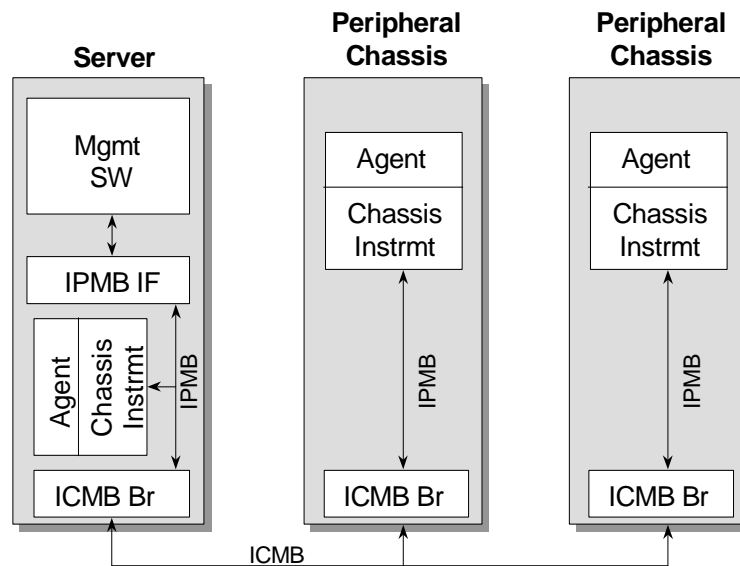 Server
Mgmt
SW
IPMB IF
Agent
Chassis
Instrmt
IPMB
ICMB Br
Peripheral
Chassis
Agent
Chassis
Instrmt
IPMB
ICMB Br
Peripheral
Chassis
Agent
Chassis
Instrmt
IPMB
ICMB Br
ICMB